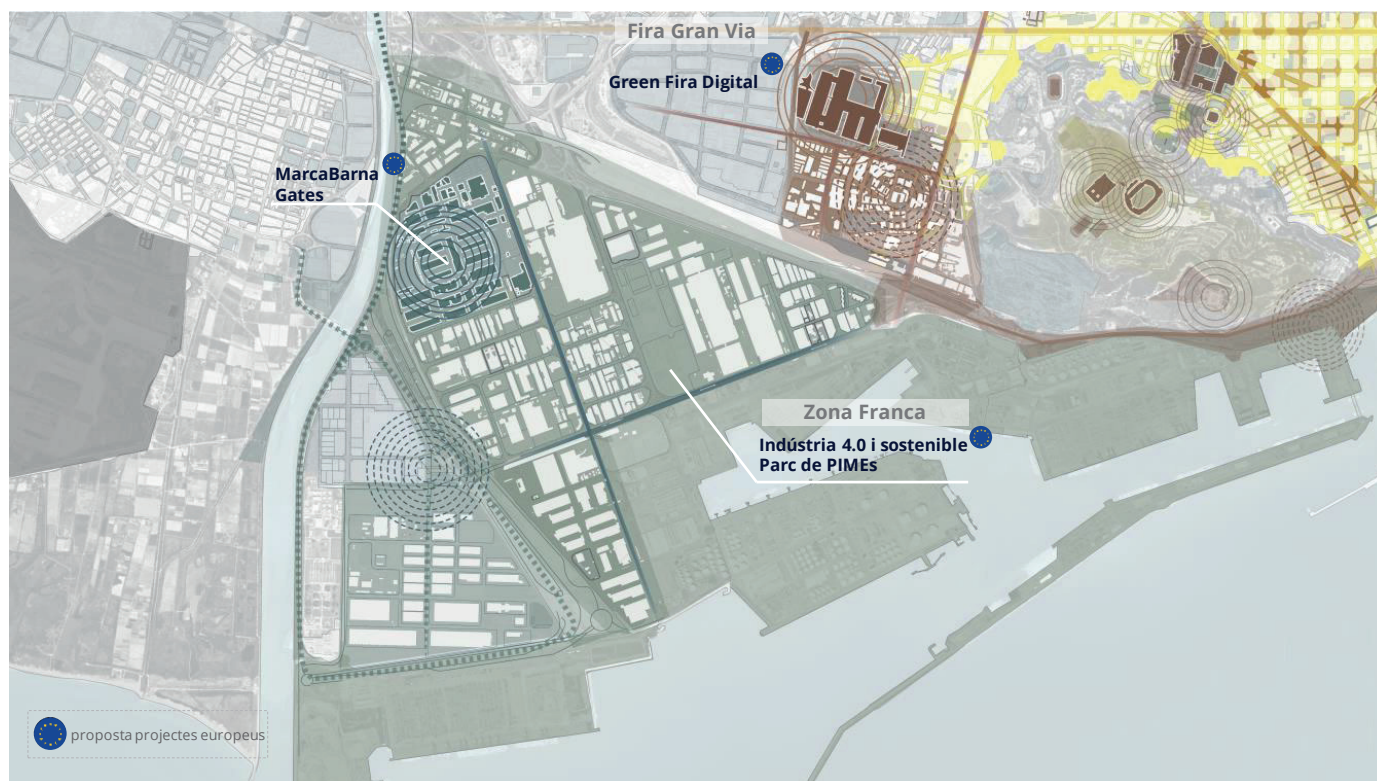 Fira Gran Via
Green Fira Digital
MarcaBarna
Gates
Zona Franca
Indústria 4.0 i sostenible
Parc de PIMEs
proposta projectes europeus